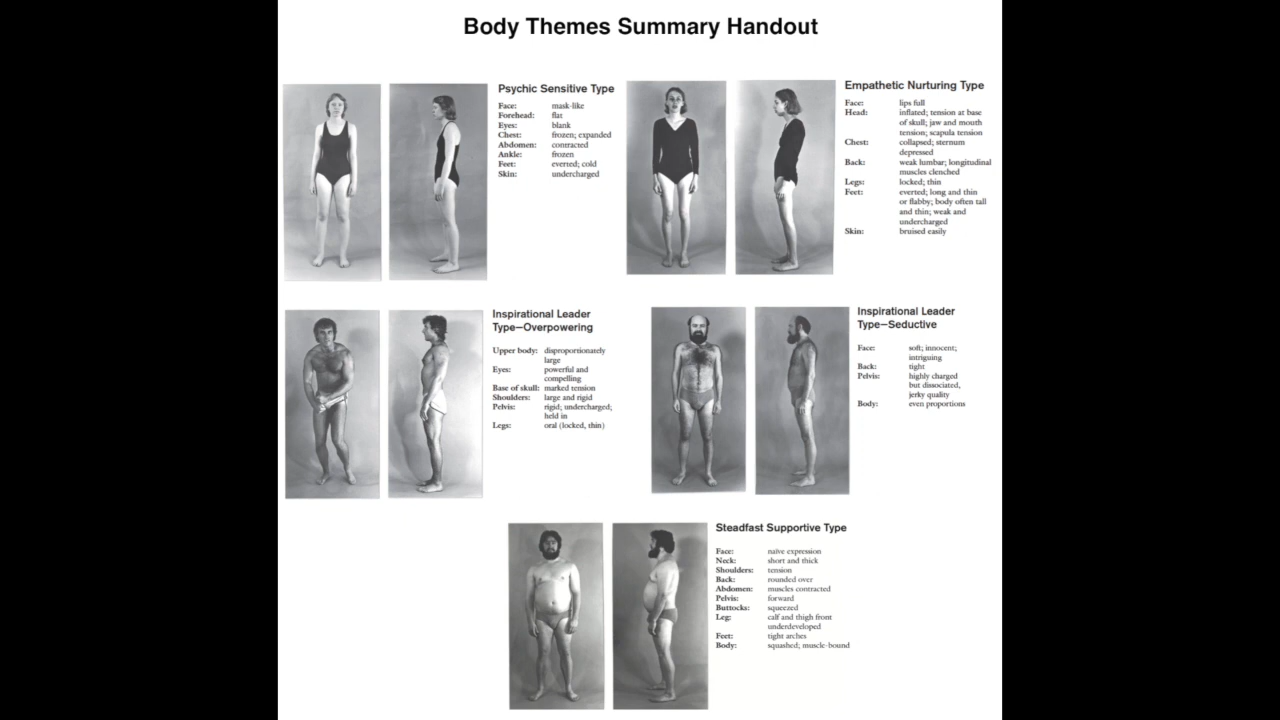 Body Themes Summary Handout
Psychic Sensitive Type
Face: mask-like
Forehead: flat
Eyes: blank
Chest: frozen; expanded
Abdomen: contracted
Ankle: frozen
Feet: everted; cold
Skin: undercharged
Empathetic Nurturing Type
Face: lips full
Head: inflated; tension at base
of skull; jaw and mouth
tension; scapula tension
Chest: collapsed; sternum
depressed
Back: weak lumbar; longitudinal
muscles clenched
Legs: locked; thin
Feet: everted; long and thin
or flabby; body often tall
and thin; weak and
undercharged
Skin: bruised easily
Inspirational Leader
Type—Overpowering
Upper body: disproportionately
large
Eyes: powerful and
compelling
Base of skull: marked tension
Shoulders: large and rigid
Pelvis: rigid; undercharged;
held in
Legs: oral (locked, thin)
Inspirational Leader
Type—Seductive
Face: soft; innocent;
intriguing
Back: tight
Pelvis: highly charged
but dissociated,
jerky quality
Body: even proportions
Steadfast Supportive Type
Face: naïve expression
Neck: short and thick
Shoulders: tension
Back: rounded over
Abdomen: muscles contracted
Pelvis: forward
Buttocks: squeezed
Leg: calf and thigh front
underdeveloped
Feet: tight arches
Body: squashed; muscle-bound